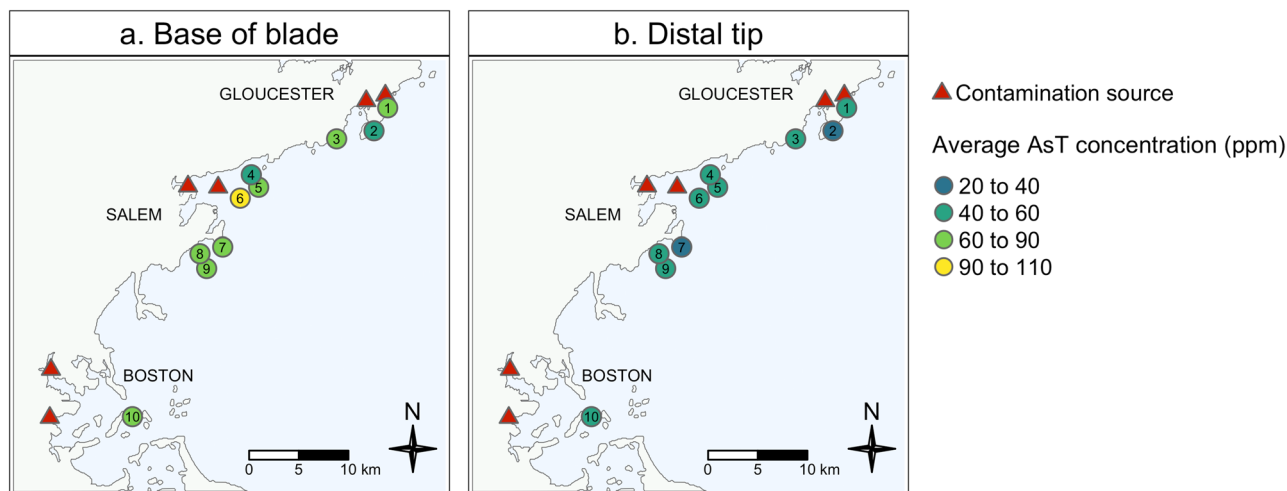 a. Base of blade
GLOUCESTER
1
2
3
4
5
6
SALEM
7
8
9
BOSTON
10
N
0 5 10 km
b. Distal tip
GLOUCESTER
1
2
3
4
5
6
SALEM
7
8
9
BOSTON
10
N
0 5 10 km
Contamination source
Average AsT concentration (ppm)
20 to 40
40 to 60
60 to 90
90 to 110